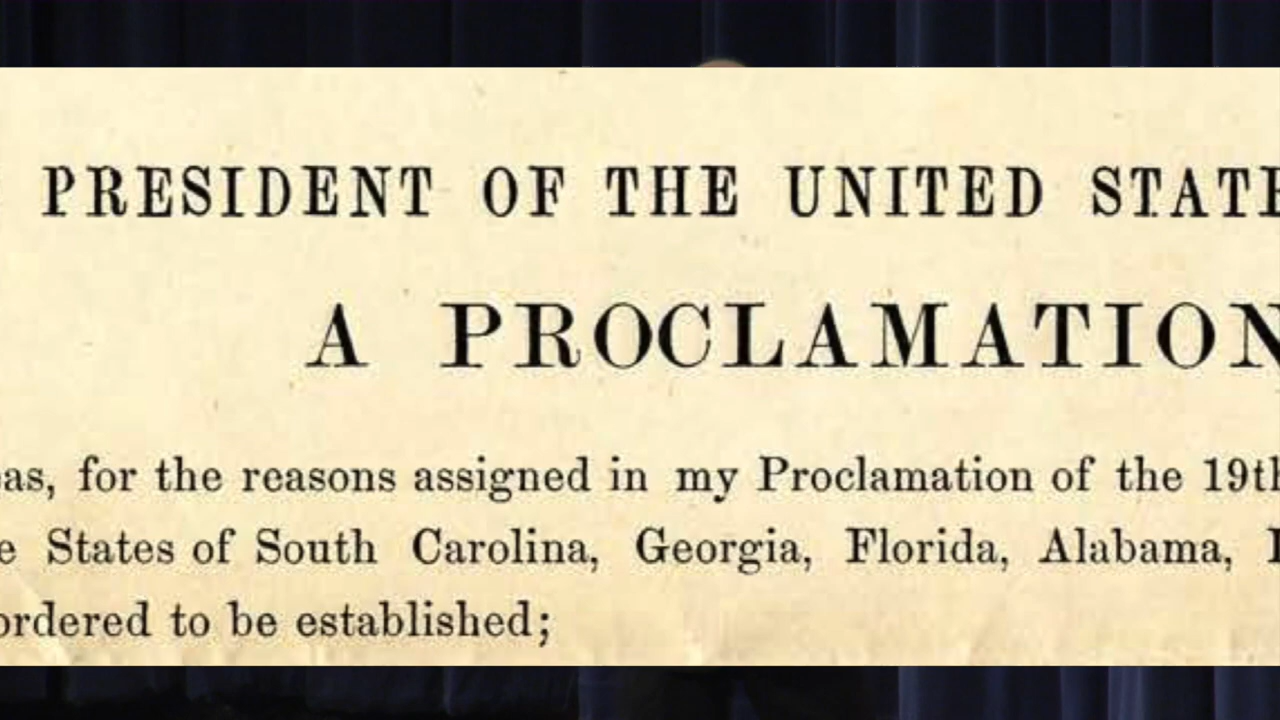 PRESIDENT OF THE UNITED STATE
A PROCLAMATION
as, for the reasons assigned in my Proclamation of the 19th
e States of South Carolina, Georgia, Florida, Alabama,
ordered to be established;